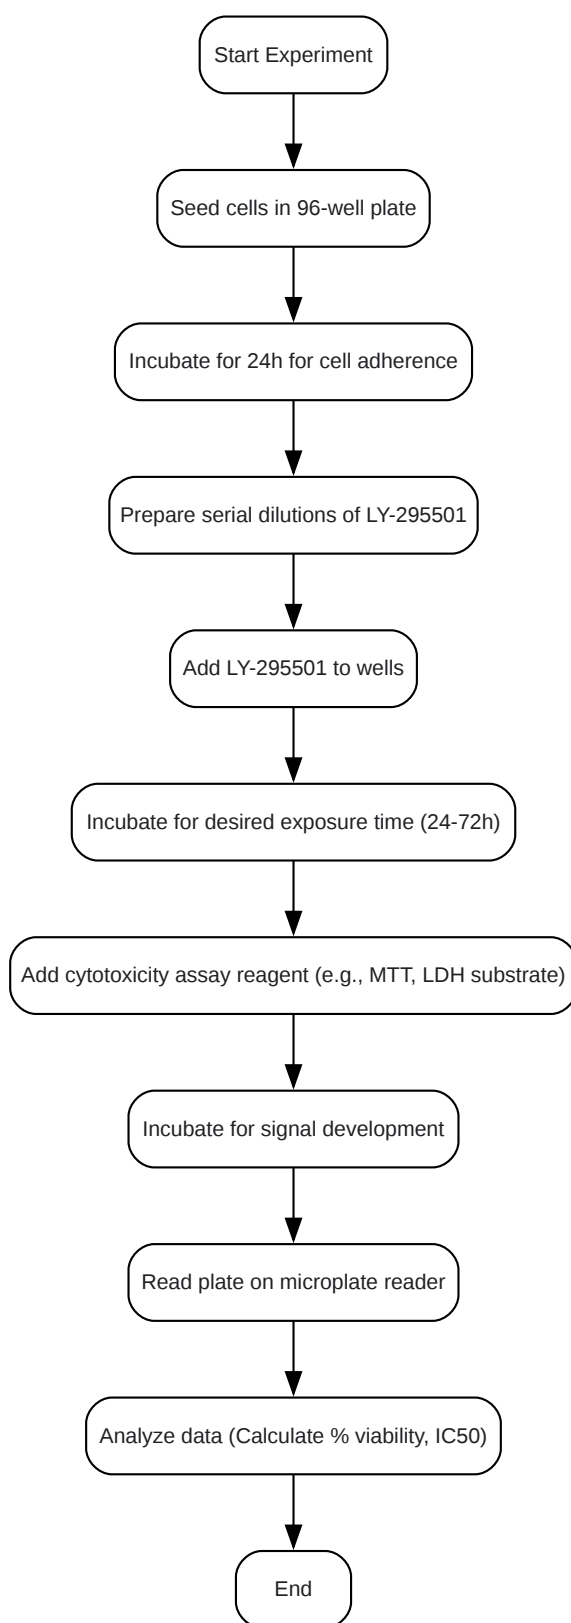 Start Experiment
Seed cells in 96-well plate
Incubate for 24h for cell adherence
Prepare serial dilutions of LY-295501
Add LY-295501 to wells
Incubate for desired exposure time (24-72h)
Add cytotoxicity assay reagent (e.g., MTT, LDH substrate)
Incubate for signal development
Read plate on microplate reader
Analyze data (Calculate % viability, IC50)
End